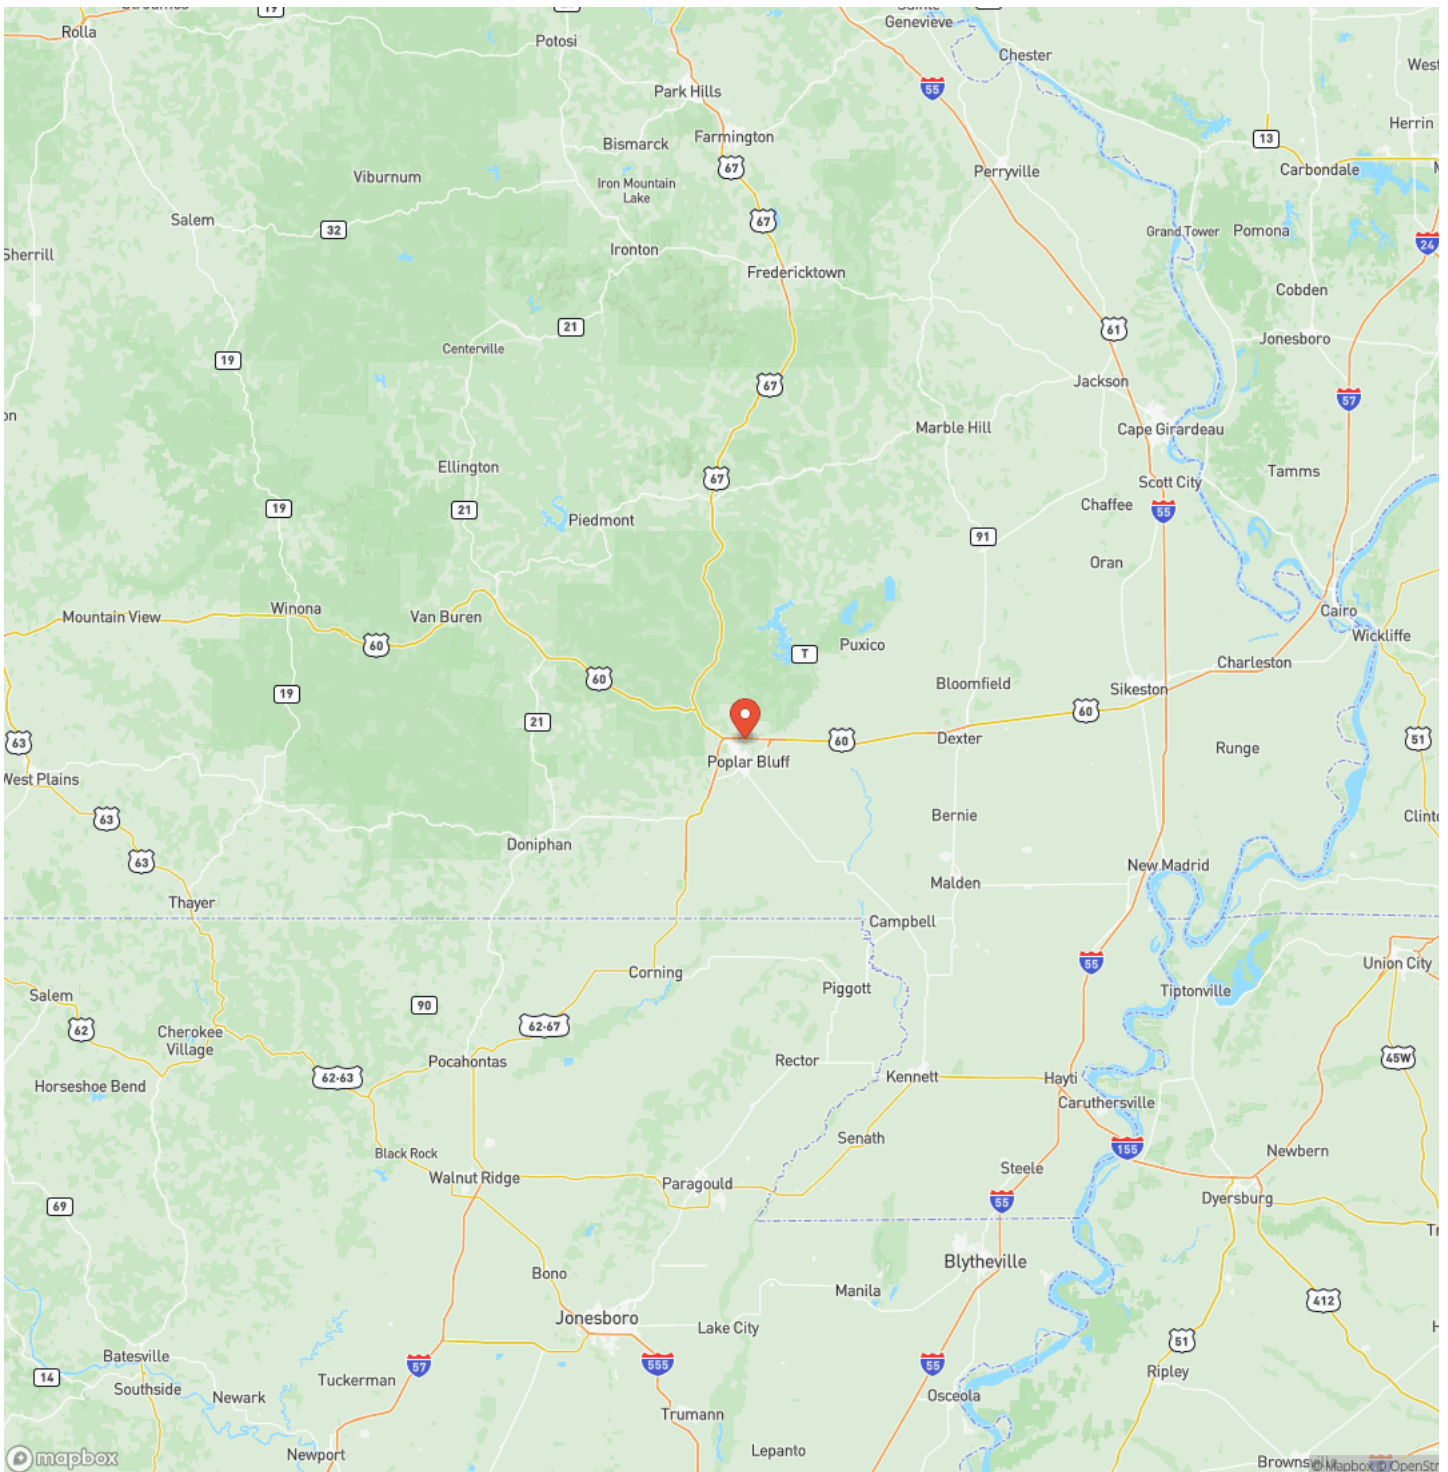 19
21
Rolla
Potosi
Genevieve
Chester
Park Hills
55
Farmington
Bismarck
67
13
Herrin
Carbondale
Perryville
Viburnum
Iron Mountain
Lake
Salem
32
67
Grand Tower
Pomona
24
Sherrill
Ironton
Fredericktown
Cobden
21
61
Jonesboro
Centerville
19
67
Jackson
57
on
Marble Hill
Cape Girardeau
Ellington
67
Tamms
Scott City
19
21
Piedmont
Chaffee
55
91
Oran
Mountain View
Winona
Van Buren
Cairo
Wickliffe
60
T
Puxico
Charleston
60
Bloomfield
Sikeston
19
21
60
63
60
Dexter
51
Runge
West Plains
Poplar Bluff
63
Bernie
Doniphan
63
New Madrid
Malden
Thayer
Campbell
55
Union City
Corning
Salem
90
Piggott
Tiptonville
62
Cherokee
Village
62-67
45W
Pocahontas
Rector
62-63
Kennett
Hayti
Horseshoe Bend
Caruthersville
Senath
155
Black Rock
Newbern
Walnut Ridge
Paragould
Steele
69
55
Dyersburg
Blytheville
Bono
Manila
412
Jonesboro
Lake City
51
Batesville
57
555
55
Ripley
14
Southside
Tuckerman
Newark
Osceola
Trumann
Newport
Lepanto
mapbox
© Mapbox